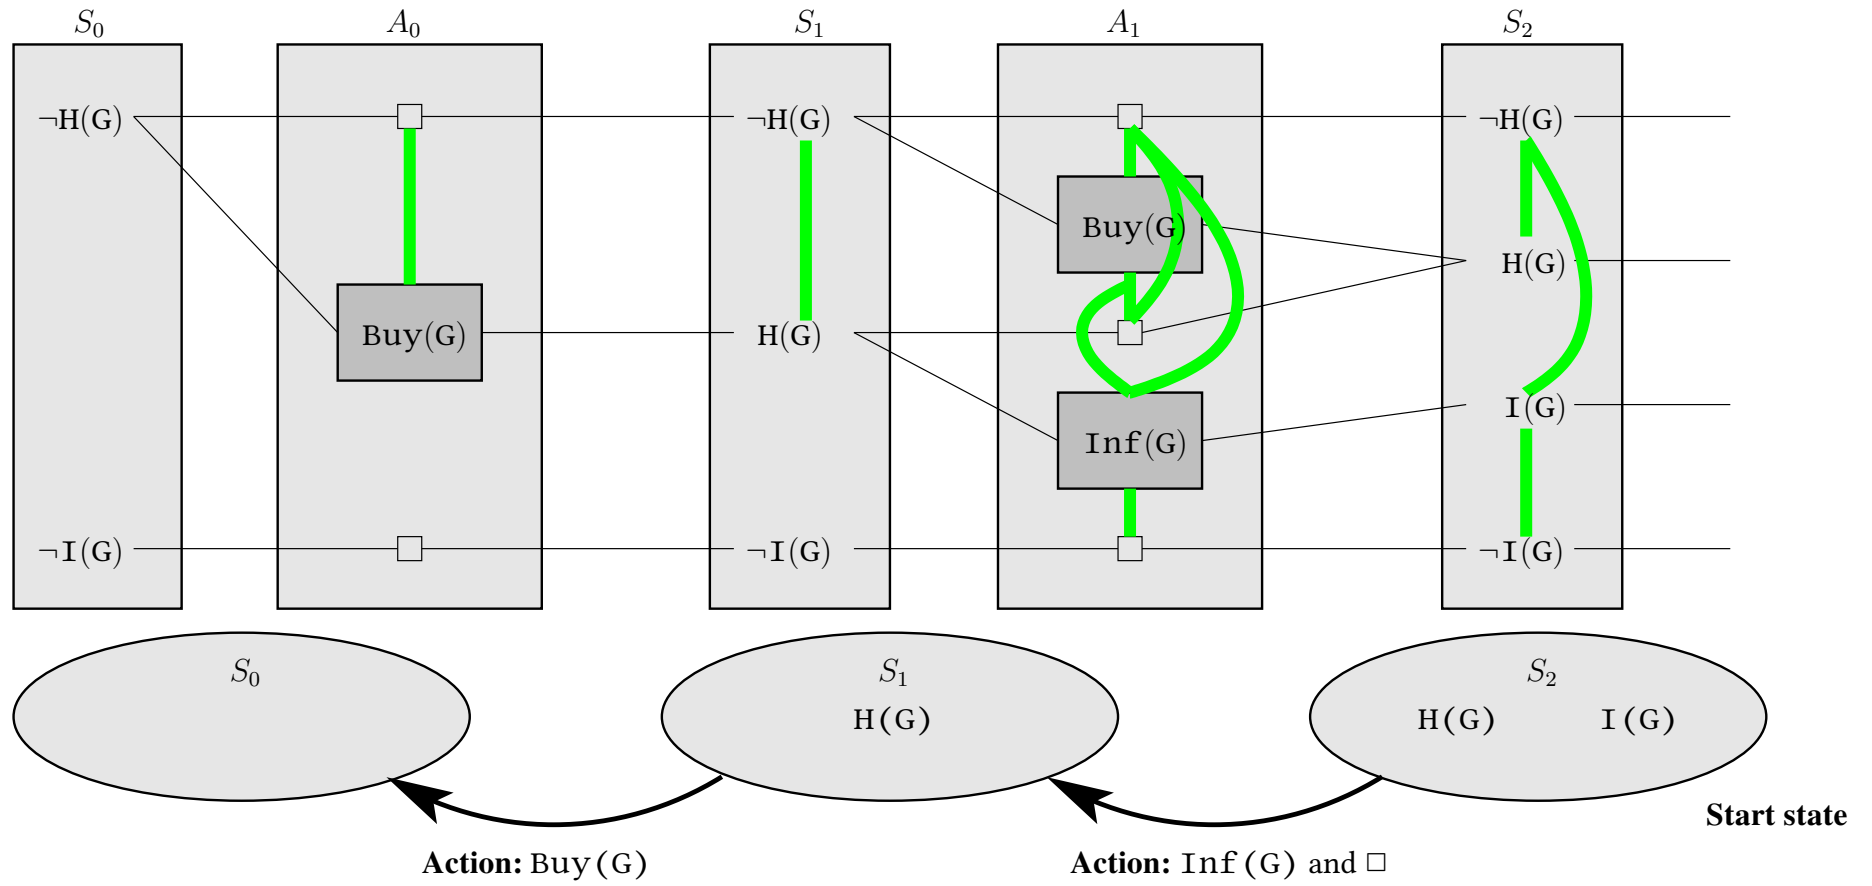 S₀ A₀ S₁ A₁ S₂
¬H(G) ¬H(G) ¬H(G)
Buy(G)
H(G)
Buy(G) H(G)
I(G)
Inf(G)
¬I(G) ¬I(G) ¬I(G)
S₀ S₁ S₂
H(G) H(G) I(G)
Start state
Action: Buy(G) Action: Inf(G) and □